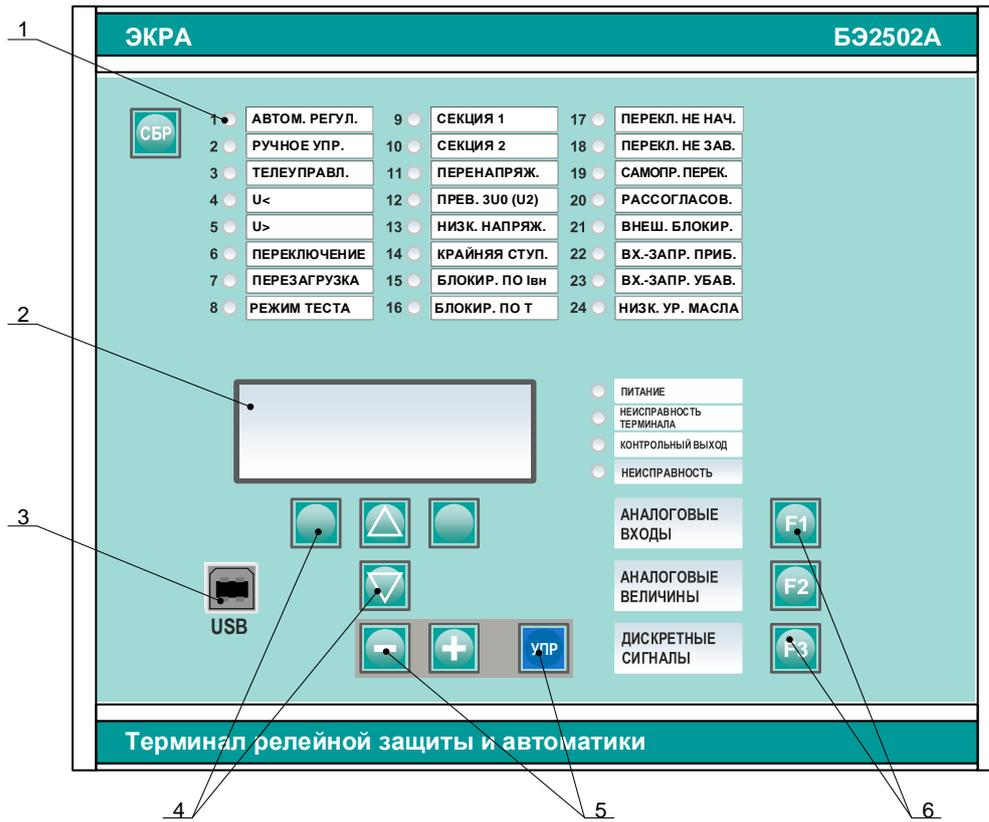 ЭКРА БЭ2502А
1
СБР
1 АВТОМ. РЕГУЛ. 9 СЕКЦИЯ 1 17 ПЕРЕКЛ. НЕ НАЧ.
2 РУЧНОЕ УПР. 10 СЕКЦИЯ 2 18 ПЕРЕКЛ. НЕ ЗАВ.
3 ТЕЛЕУПРАВЛ. 11 ПЕРЕНАПРЯЖ. 19 САМОПР. ПЕРЕК.
4 U< 12 ПРЕВ. 3U0 (U2) 20 РАССОГЛАСОВ.
5 U> 13 НИЗК. НАПРЯЖ. 21 ВНЕШ. БЛОКИР.
6 ПЕРЕКЛЮЧЕНИЕ 14 КРАЙНЯЯ СТУП. 22 ВХ.-ЗАПР. ПРИБ.
7 ПЕРЕЗАГРУЗКА 15 БЛОКИР. ПО Iвн 23 ВХ.-ЗАПР. УБАВ.
8 РЕЖИМ ТЕСТА 16 БЛОКИР. ПО Т 24 НИЗК. УР. МАСЛА
2
ПИТАНИЕ
НЕИСПРАВНОСТЬ
ТЕРМИНАЛА
КОНТРОЛЬНЫЙ ВЫХОД
НЕИСПРАВНОСТЬ
3
АНАЛОГОВЫЕ
ВХОДЫ
F1
АНАЛОГОВЫЕ
ВЕЛИЧИНЫ
F2
USB
ДИСКРЕТНЫЕ
СИГНАЛЫ
F3
- + УПР
Терминал релейной защиты и автоматики
4 5 6